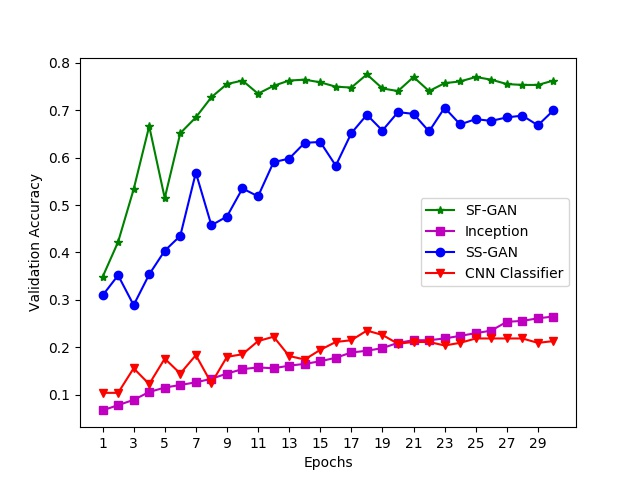 0.8
0.7
0.6
0.5
0.4
0.3
0.2
0.1
Validation Accuracy
SF-GAN
Inception
SS-GAN
CNN Classifier
1 3 5 7 9 11 13 15 17 19 21 23 25 27 29
Epochs